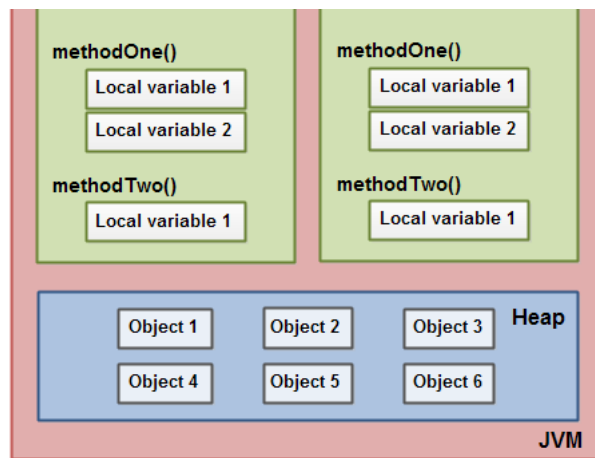 methodOne()
Local variable 1
Local variable 2
methodTwo()
Local variable 1
methodOne()
Local variable 1
Local variable 2
methodTwo()
Local variable 1
Object 1
Object 2
Object 3
Heap
Object 4
Object 5
Object 6
JVM